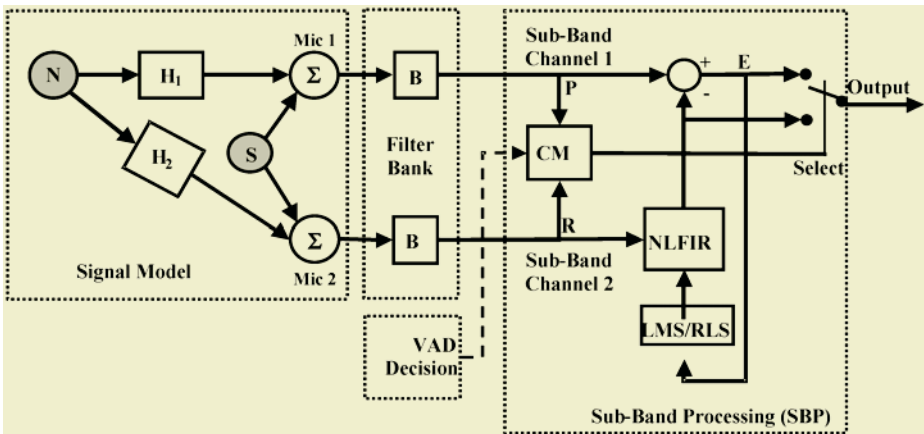 Mic 1
N
H1
Σ
B
Sub-Band
Channel 1
P
+
-
E
Output
S
H2
Filter
Bank
CM
Select
Σ
B
R
NLFIR
Signal Model
Mic 2
Sub-Band
Channel 2
LMS/RLS
VAD
Decision
Sub-Band Processing (SBP)